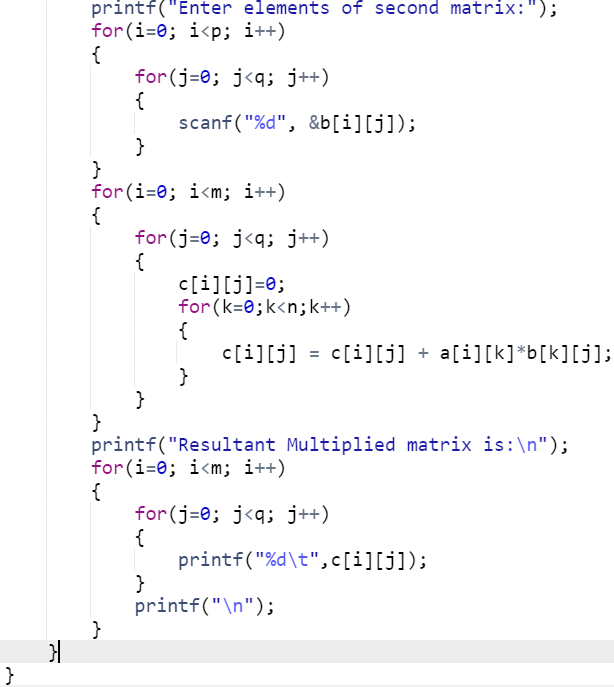 printf("Enter elements of second matrix:");
        for(i=0; i<p; i++)
        {
            for(j=0; j<q; j++)
            {
                scanf("%d", &b[i][j]);
            }
        }
        for(i=0; i<m; i++)
        {
            for(j=0; j<q; j++)
            {
                c[i][j]=0;
                for(k=0;k<n;k++)
                {
                    c[i][j] = c[i][j] + a[i][k]*b[k][j];
                }
            }
        }
        printf("Resultant Multiplied matrix is:\n");
        for(i=0; i<m; i++)
        {
            for(j=0; j<q; j++)
            {
                printf("%d\t",c[i][j]);
            }
            printf("\n");
        }
    }
}